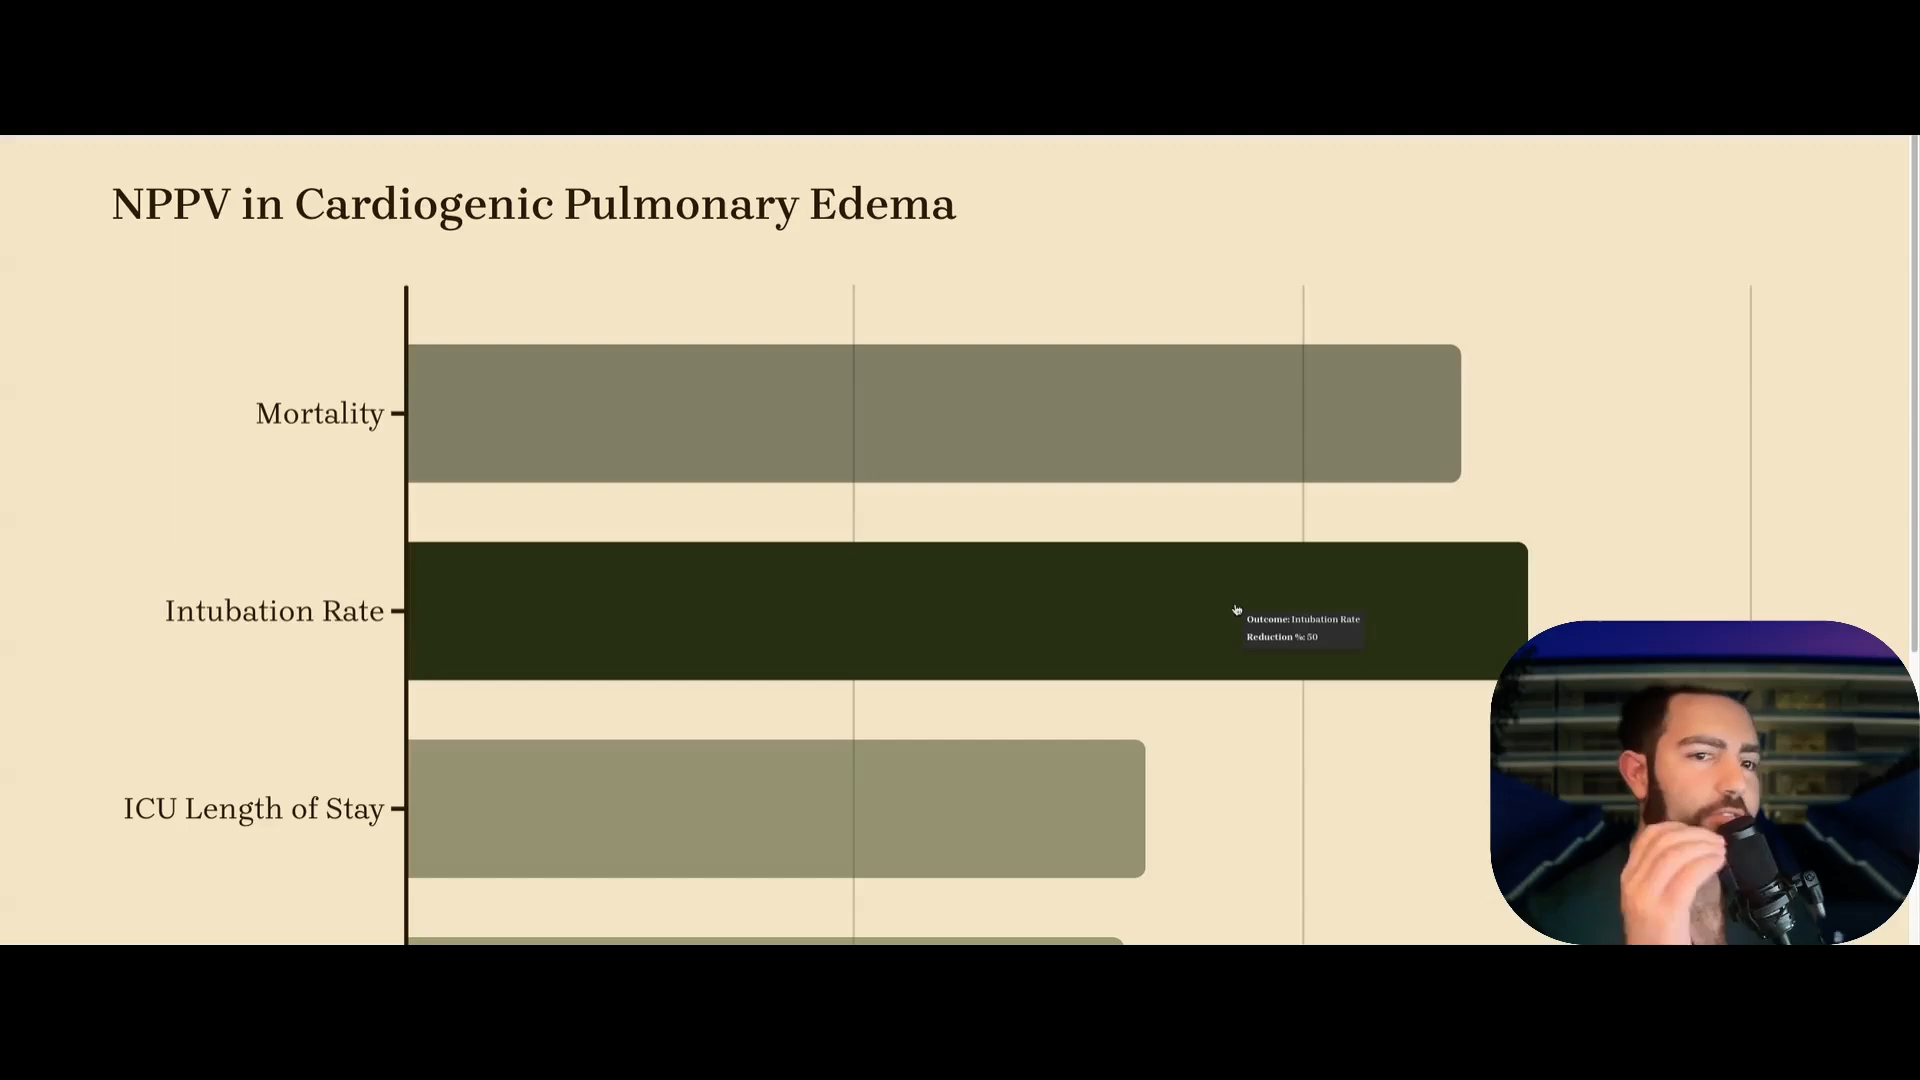 NPPV in Cardiogenic Pulmonary Edema
Mortality
Intubation Rate
Outcome: Intubation Rate
Reduction %: 50
ICU Length of Stay